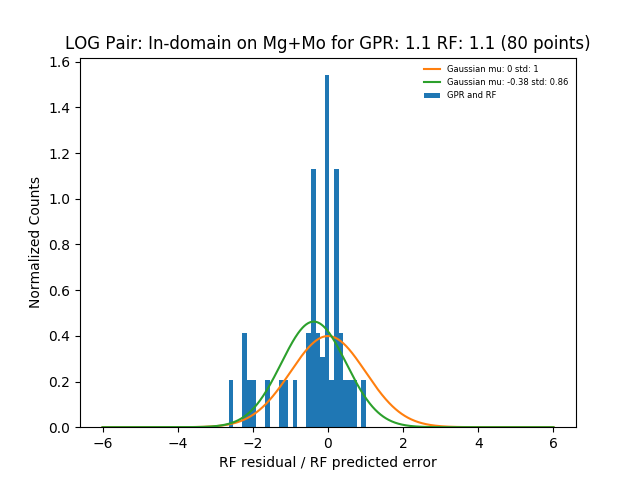 LOG Pair: In-domain on Mg+Mo for GPR: 1.1 RF: 1.1 (80 points)
Gaussian mu: 0 std: 1
Gaussian mu: -0.38 std: 0.86
GPR and RF
Normalized Counts
1.6
1.4
1.2
1.0
0.8
0.6
0.4
0.2
0.0
−6 −4 −2 0 2 4 6
RF residual / RF predicted error